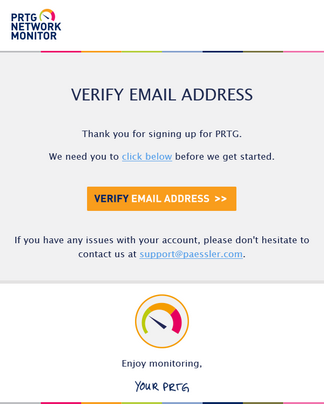 PRTG
NETWORK
MONITOR
VERIFY EMAIL ADDRESS
Thank you for signing up for PRTG.
We need you to click below before we get started.
VERIFY EMAIL ADDRESS >>
If you have any issues with your account, please don't hesitate to
contact us at support@paessler.com.
Enjoy monitoring,
YOUR PRTG